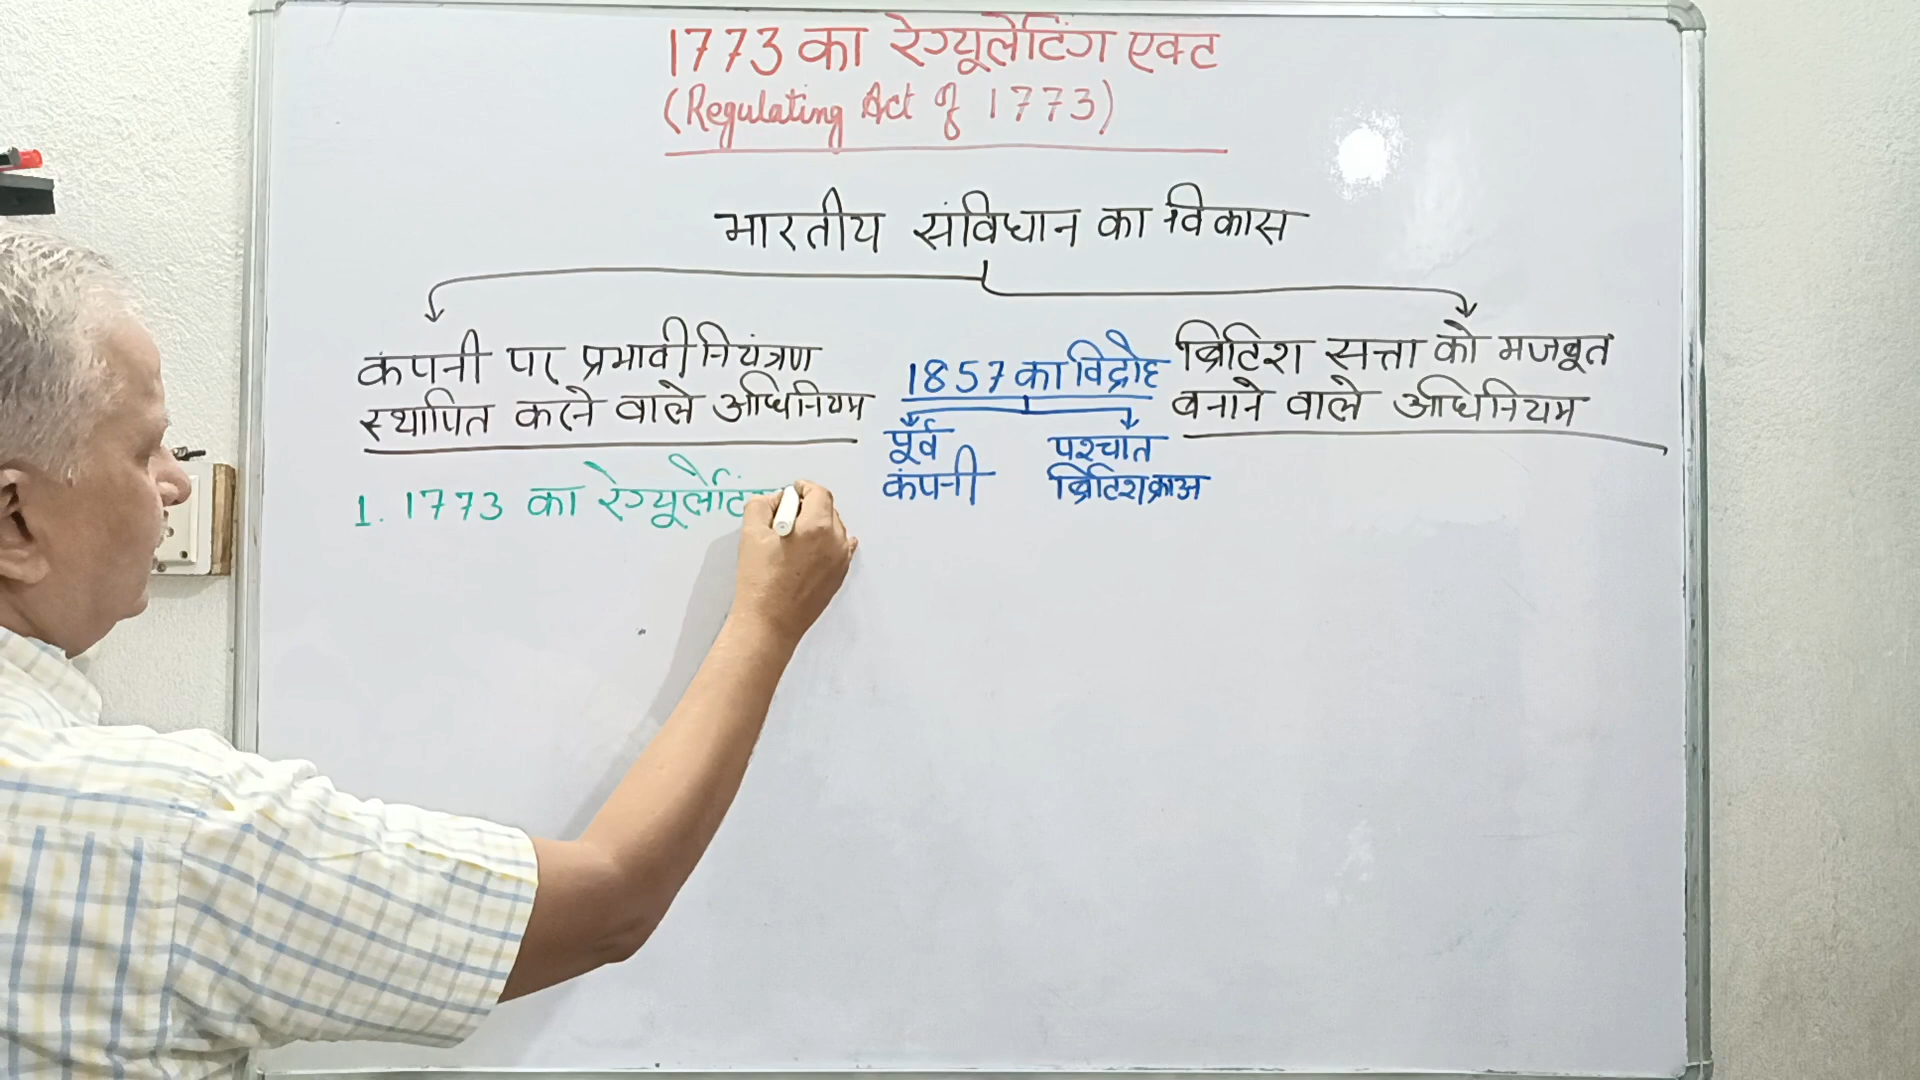 1773 का रेग्यूलेटिंग एक्ट
(Regulating Act of 1773)
भारतीय संविधान का विकास
कंपनी पर प्रभावी नियंत्रण
स्थापित करने वाले अधिनियम
1857 का विद्रोह
पूर्व पश्चात
कंपनी ब्रिटिश क्राउन
ब्रिटिश सत्ता को मजबूत
बनाने वाले अधिनियम
1. 1773 का रेग्यूलेटिंग